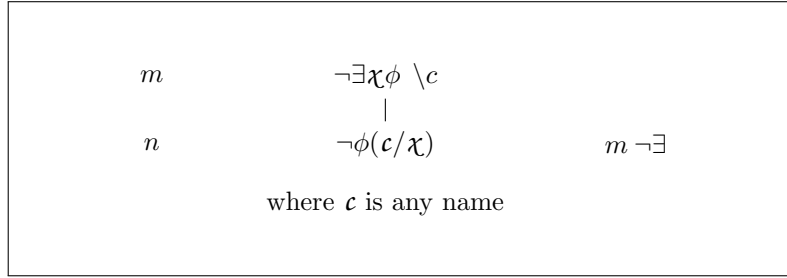 m ¬∃𝓍ϕ \c
|
n ¬ϕ(𝒸/𝓍) m ¬∃
where 𝒸 is any name